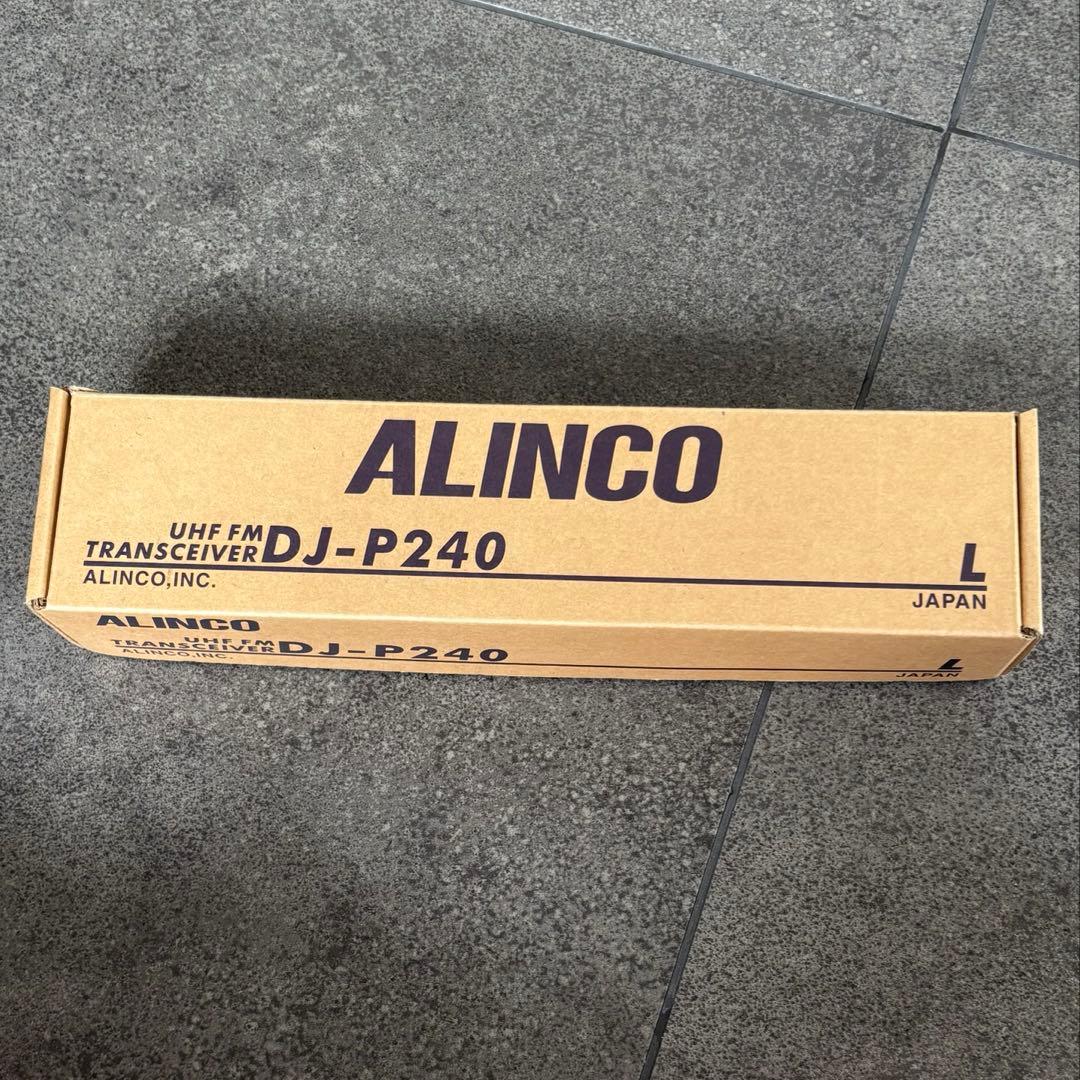 ALINCO
UHF FM
TRANSCEIVER DJ-P240
L
ALINCO,INC.
JAPAN
ALINCO
UHF FM
TRANSCEIVER DJ-P240
L
ALINCO,INC.
JAPAN